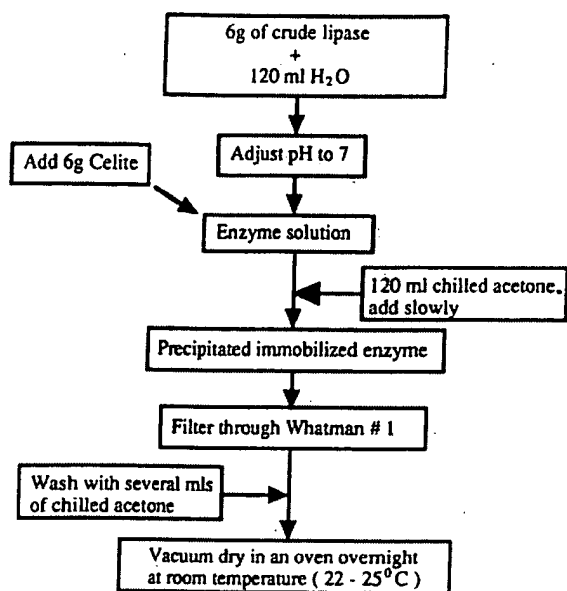 6g of crude lipase
+
120 ml H₂O
Adjust pH to 7
Add 6g Celite
Enzyme solution
120 ml chilled acetone.
add slowly
Precipitated immobilized enzyme
Filter through Whatman # 1
Wash with several mls
of chilled acetone
Vacuum dry in an oven overnight
at room temperature ( 22 - 25⁰C )